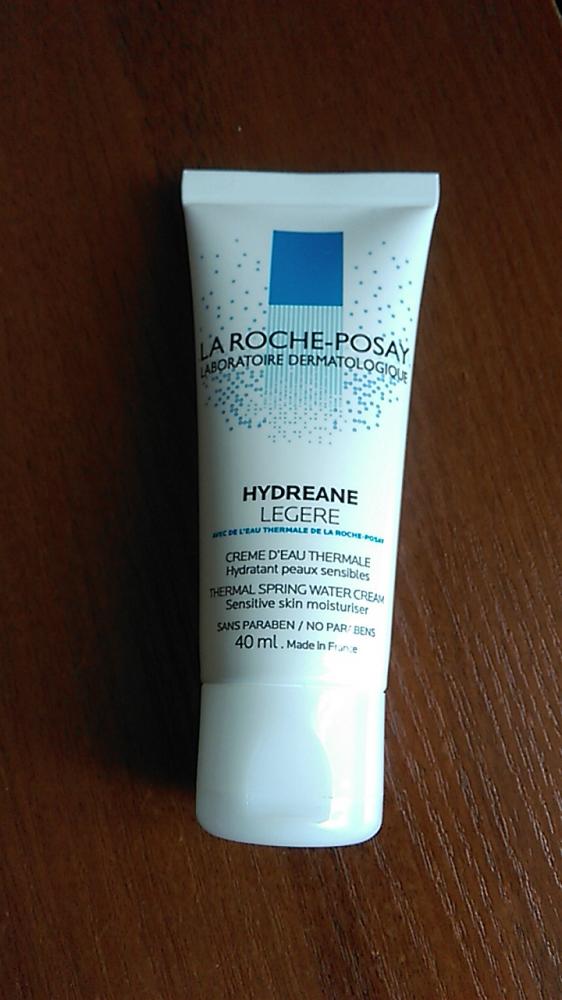 LA ROCHE-POSAY
LABORATOIRE DERMATOLOGIQUE
HYDREANE
LEGERE
AVEC DE L'EAU THERMALE DE LA ROCHE-POSAY
CREME D'EAU THERMALE
Hydratant peaux sensibles
THERMAL SPRING WATER CREAM
Sensitive skin moisturiser
SANS PARABEN / NO PARABENS
40 ml . Made in France